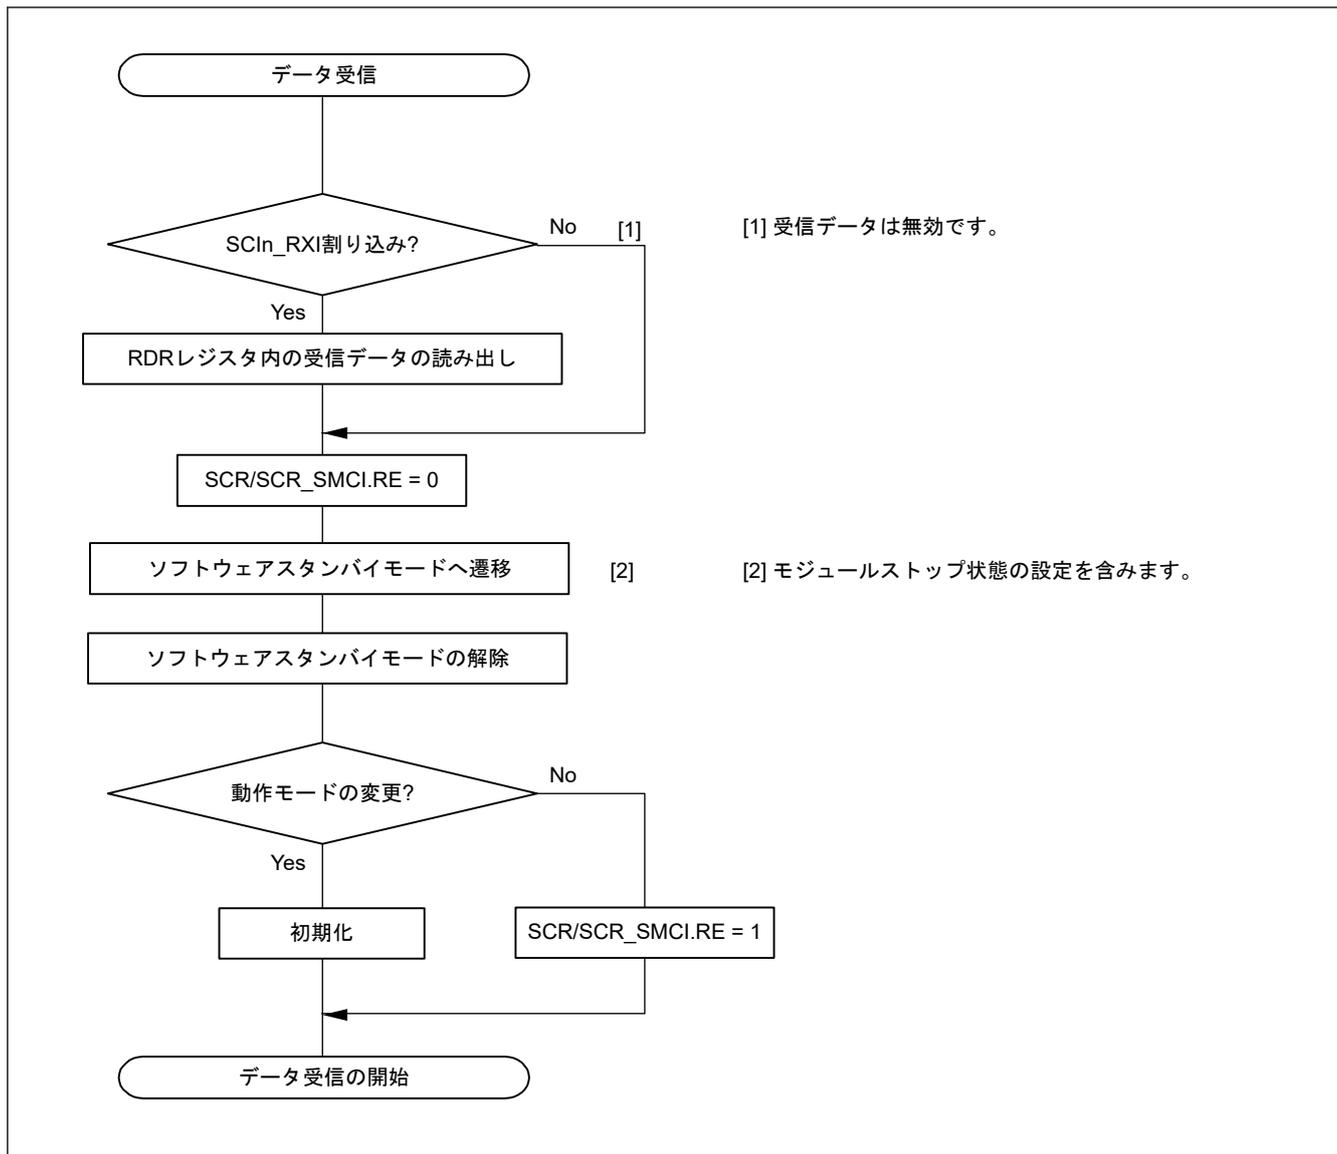 データ受信
SCIn_RXI割り込み?
No
[1]
[1] 受信データは無効です。
Yes
RDRレジスタ内の受信データの読み出し
SCR/SCR_SMCI.RE = 0
ソフトウェアスタンバイモードへ遷移
[2]
[2] モジュールストップ状態の設定を含みます。
ソフトウェアスタンバイモードの解除
動作モードの変更?
No
Yes
初期化
SCR/SCR_SMCI.RE = 1
データ受信の開始